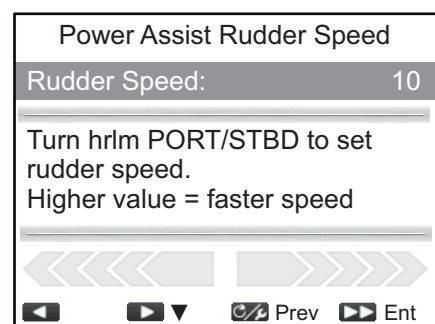 Power Assist Rudder Speed
Rudder Speed: 10
Turn hrlm PORT/STBD to set
rudder speed.
Higher value = faster speed
Prev Ent